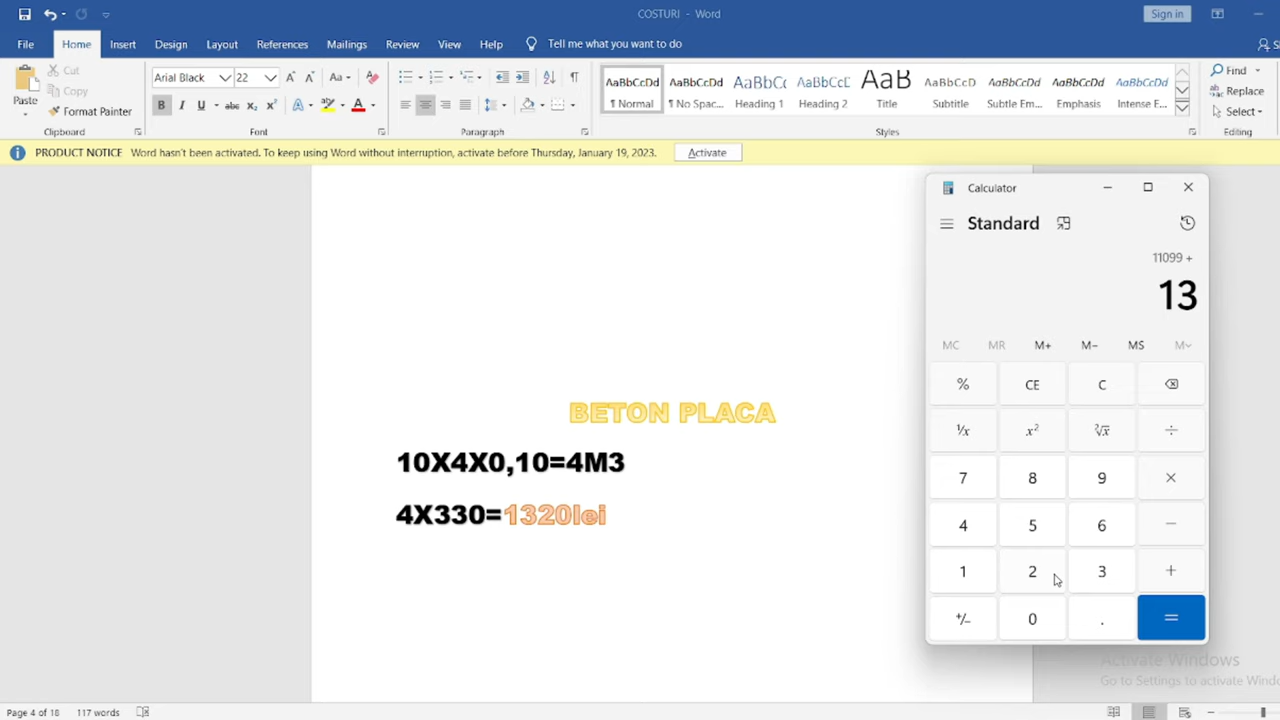 COSTURI - Word
Sign in
File Home Insert Design Layout References Mailings Review View Help Tell me what you want to do
Paste
Cut
Copy
Format Painter
Clipboard
Arial Black 22
Font
Paragraph
AaBbCcDd AaBbCcDd AaBbCc AaBbCcC AaB AaBbCcD AaBbCcDd AaBbCcDd AaBbCcDd
¶ Normal ¶ No Spac... Heading 1 Heading 2 Title Subtitle Subtle Em... Emphasis Intense E...
Styles
Find
Replace
Select
Editing
PRODUCT NOTICE Word hasn't been activated. To keep using Word without interruption, activate before Thursday, January 19, 2023. Activate
BETON PLACA
10X4X0,10=4M3
4X330=1320lei
Calculator
Standard
11099 +
13
MC MR M+ M− MS M
% CE C
¹/x x² ²√x ÷
7 8 9 ×
4 5 6 −
1 2 3 +
+/− 0 . =
Activate Windows
Go to Settings to activate Windo
Page 4 of 16 117 words